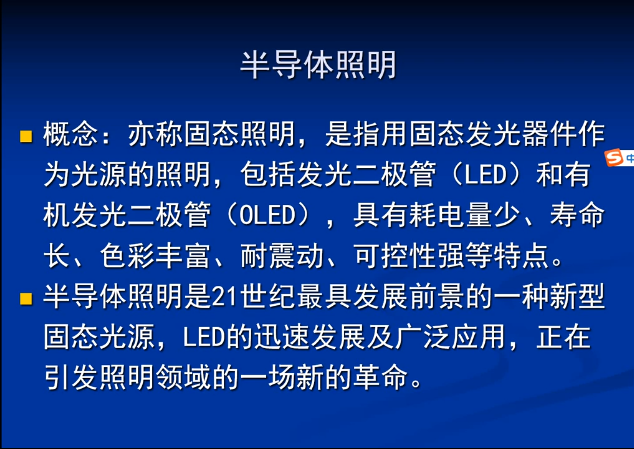 半导体照明
概念：亦称固态照明，是指用固态发光器件作
为光源的照明，包括发光二极管（LED）和有
机发光二极管（OLED），具有耗电量少、寿命
长、色彩丰富、耐震动、可控性强等特点。
半导体照明是21世纪最具发展前景的一种新型
固态光源，LED的迅速发展及广泛应用，正在
引发照明领域的一场新的革命。